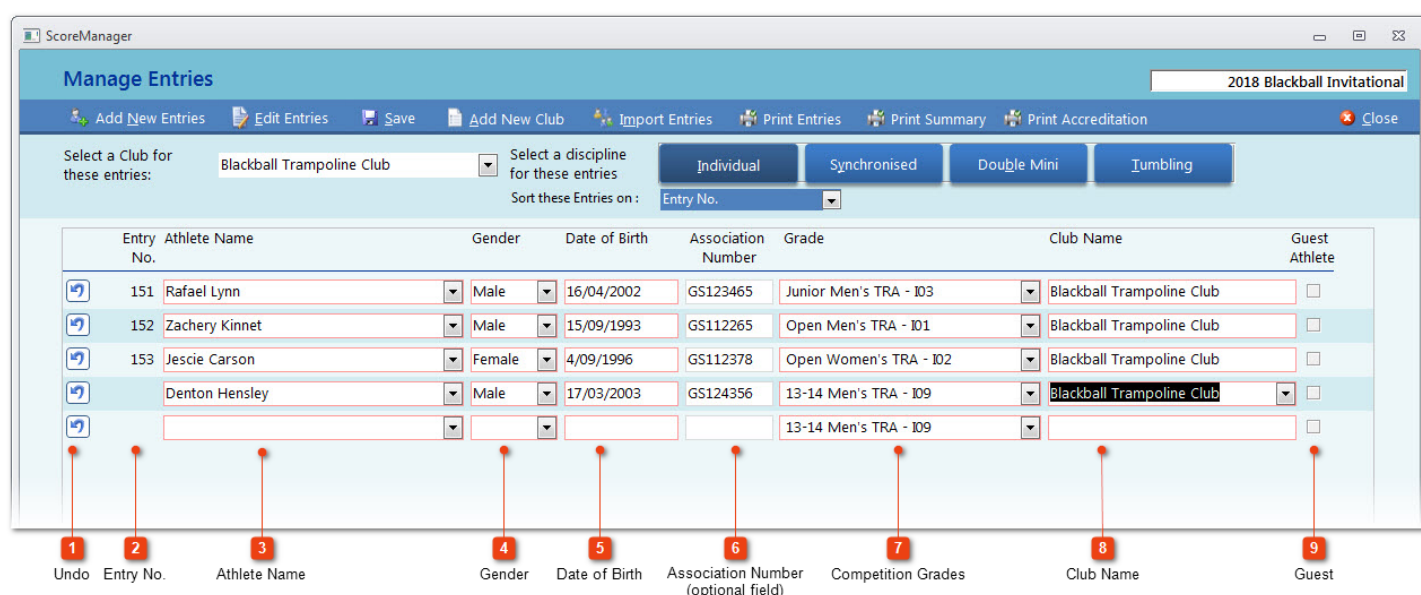 ScoreManager
Manage Entries
2018 Blackball Invitational
Add New Entries Edit Entries Save Add New Club Import Entries Print Entries Print Summary Print Accreditation Close
Select a Club for
these entries:
Blackball Trampoline Club
Select a discipline
for these entries
Individual Synchronised Double Mini Tumbling
Sort these Entries on : Entry No.
Entry Athlete Name Gender Date of Birth Association Grade Club Name Guest
No. Number Athlete
151 Rafael Lynn Male 16/04/2002 GS123465 Junior Men's TRA - I03 Blackball Trampoline Club
152 Zachery Kinnet Male 15/09/1993 GS112265 Open Men's TRA - I01 Blackball Trampoline Club
153 Jescie Carson Female 4/09/1996 GS112378 Open Women's TRA - I02 Blackball Trampoline Club
Denton Hensley Male 17/03/2003 GS124356 13-14 Men's TRA - I09 Blackball Trampoline Club
13-14 Men's TRA - I09
1 2 3 4 5 6 7 8 9
Undo Entry No. Athlete Name Gender Date of Birth Association Number Competition Grades Club Name Guest
(optional field)